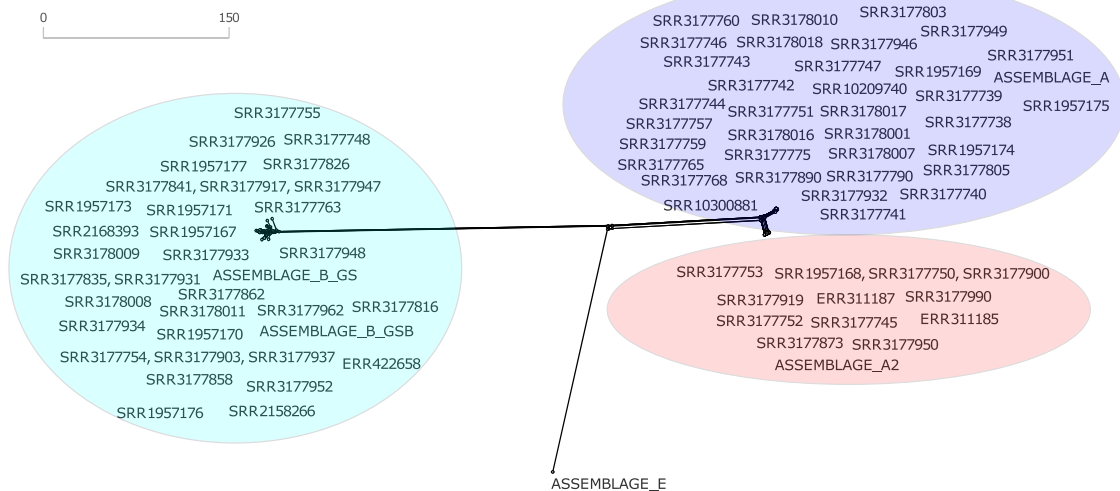 0 150
SRR3177755
SRR3177926 SRR3177748
SRR1957177 SRR3177826
SRR3177841, SRR3177917, SRR3177947
SRR1957173 SRR1957171 SRR3177763
SRR2168393 SRR1957167
SRR3178009 SRR3177933 SRR3177948
SRR3177835, SRR3177931 ASSEMBLAGE_B_GS
SRR3178008 SRR3177862
SRR3178011 SRR3177962 SRR3177816
SRR3177934 SRR1957170 ASSEMBLAGE_B_GSB
SRR3177754, SRR3177903, SRR3177937 ERR422658
SRR3177858 SRR3177952
SRR1957176 SRR2158266
SRR3177760 SRR3178010 SRR3177803
SRR3177746 SRR3178018 SRR3177946 SRR3177949
SRR3177743 SRR3177747 SRR1957169 SRR3177951
SRR3177742 SRR10209740 ASSEMBLAGE_A
SRR3177744 SRR3177751 SRR3178017 SRR3177739 SRR1957175
SRR3177757 SRR3178016 SRR3178001 SRR3177738
SRR3177759 SRR3177775 SRR3178007 SRR1957174
SRR3177765 SRR3177890 SRR3177790 SRR3177805
SRR3177768 SRR3177932 SRR3177740
SRR10300881 SRR3177741
SRR3177753 SRR1957168, SRR3177750, SRR3177900
SRR3177919 ERR311187 SRR3177990
SRR3177752 SRR3177745 ERR311185
SRR3177873 SRR3177950
ASSEMBLAGE_A2
ASSEMBLAGE_E